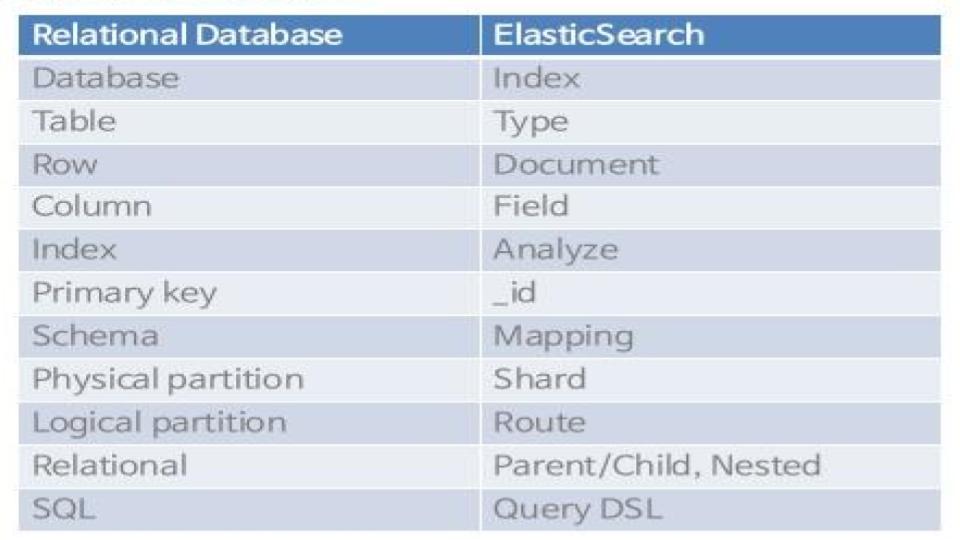 Relational Database ElasticSearch
Database Index
Table Type
Row Document
Column Field
Index Analyze
Primary key _id
Schema Mapping
Physical partition Shard
Logical partition Route
Relational Parent/Child, Nested
SQL Query DSL